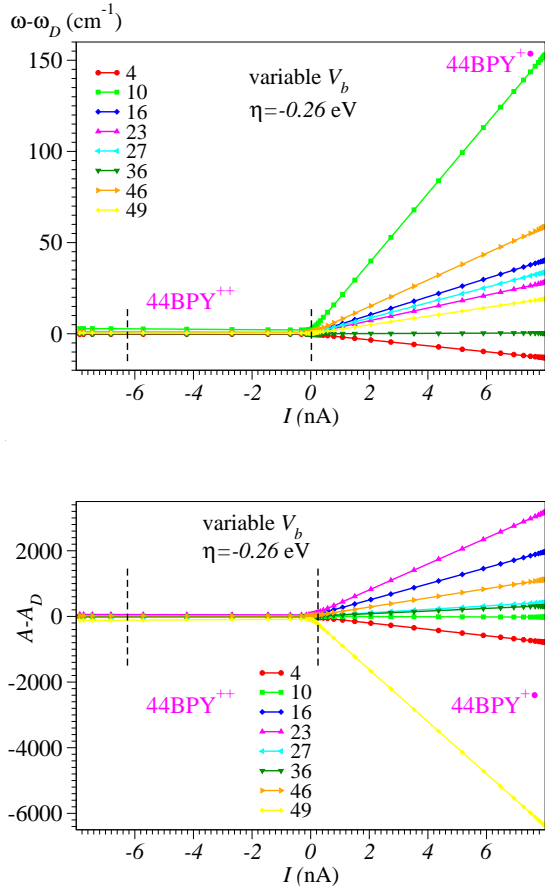 ω-ω_D (cm⁻¹)
150
100
50
0
4
10
16
23
27
36
46
49
variable V_b
η=-0.26 eV
44BPY⁺•
44BPY⁺⁺
-6 -4 -2 0 2 4 6
I (nA)
variable V_b
η=-0.26 eV
A-A_D
2000
0
-2000
-4000
-6000
44BPY⁺⁺
44BPY⁺•
4
10
16
23
27
36
46
49
-6 -4 -2 0 2 4 6
I (nA)